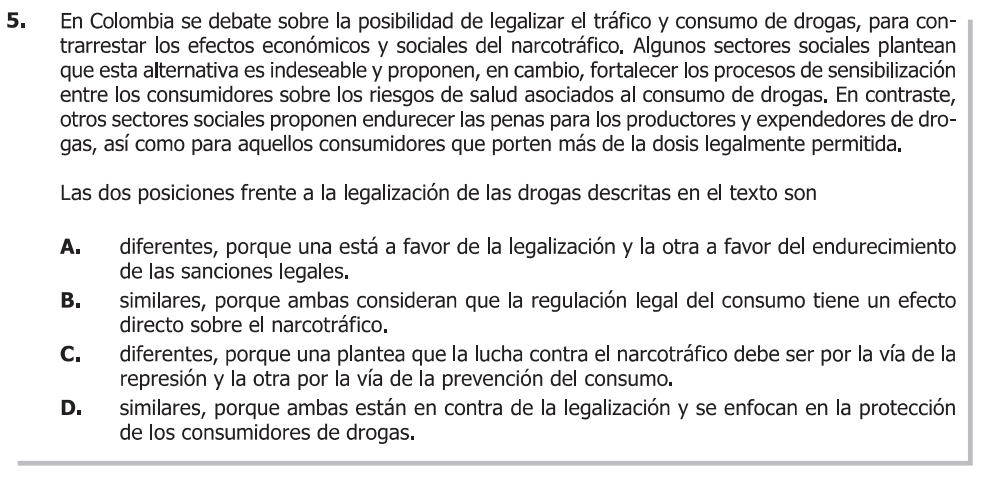 5. En Colombia se debate sobre la posibilidad de legalizar el tráfico y consumo de drogas, para con-
trarrestar los efectos económicos y sociales del narcotráfico. Algunos sectores sociales plantean
que esta alternativa es indeseable y proponen, en cambio, fortalecer los procesos de sensibilización
entre los consumidores sobre los riesgos de salud asociados al consumo de drogas. En contraste,
otros sectores sociales proponen endurecer las penas para los productores y expendedores de dro-
gas, así como para aquellos consumidores que porten más de la dosis legalmente permitida.
Las dos posiciones frente a la legalización de las drogas descritas en el texto son
A. diferentes, porque una está a favor de la legalización y la otra a favor del endurecimiento
de las sanciones legales.
B. similares, porque ambas consideran que la regulación legal del consumo tiene un efecto
directo sobre el narcotráfico.
C. diferentes, porque una plantea que la lucha contra el narcotráfico debe ser por la vía de la
represión y la otra por la vía de la prevención del consumo.
D. similares, porque ambas están en contra de la legalización y se enfocan en la protección
de los consumidores de drogas.